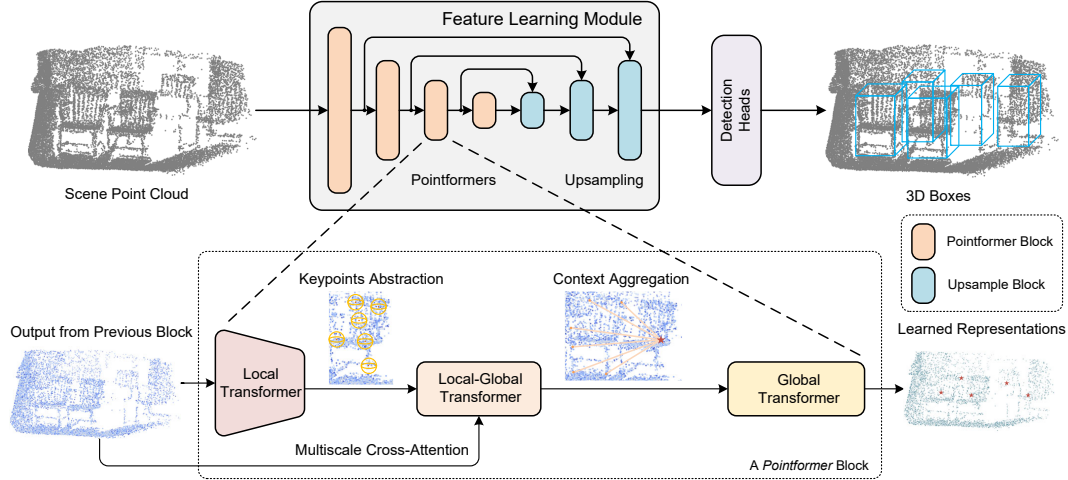 Feature Learning Module
Scene Point Cloud
Pointformers
Upsampling
Detection
Heads
3D Boxes
Pointformer Block
Upsample Block
Output from Previous Block
Keypoints Abstraction
Context Aggregation
Learned Representations
Local
Transformer
Local-Global
Transformer
Global
Transformer
Multiscale Cross-Attention
A Pointformer Block